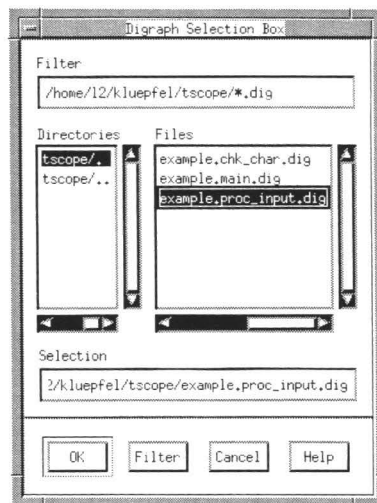 Digraph Selection Box
Filter
/home/12/kluepfel/tscope/*.dig
Directories Files
tscope/. example.chk_char.dig
tscope/.. example.main.dig
example.proc_input.dig
Selection
2/kluepfel/tscope/example.proc_input.dig
OK Filter Cancel Help